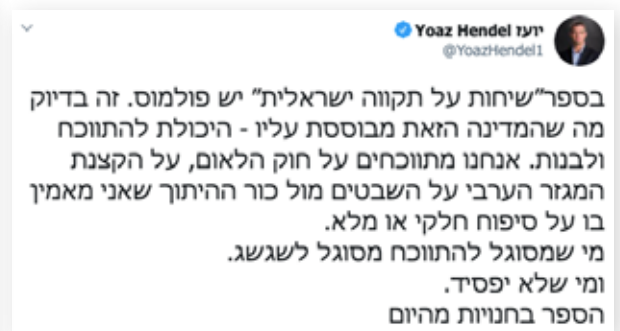 יועז הנדל Yoaz Hendel
@YoazHendel1
בספר"שיחות על תקווה ישראלית" יש פולמוס. זה בדיוק
מה שהמדינה הזאת מבוססת עליו - היכולת להתווכח
ולבנות. אנחנו מתווכחים על חוק הלאום, על הקצנת
המגזר הערבי על השבטים מול כור ההיתוך שאני מאמין
בו על סיפוח חלקי או מלא.
מי שמסוגל להתווכח מסוגל לשגשג.
ומי שלא יפסיד.
הספר בחנויות מהיום